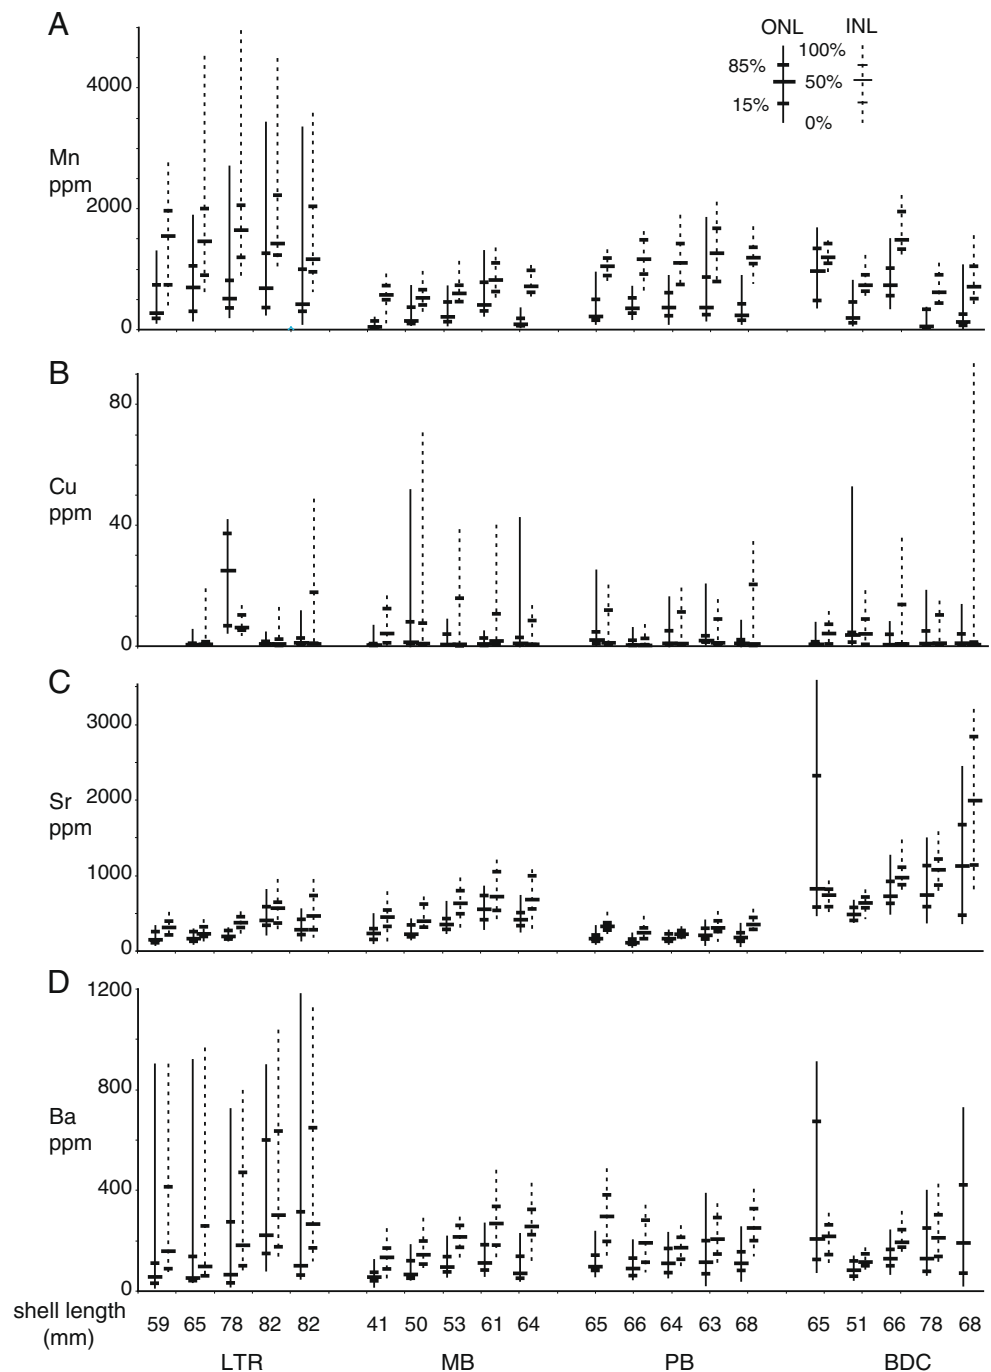 A
ONL INL
100%
85%
50%
15%
0%
4000
Mn
ppm
2000
0
B
80
Cu
ppm
40
0
C
3000
Sr
ppm
2000
1000
0
D
1200
800
Ba
ppm
400
0
shell length
(mm)
59 65 78 82 82 41 50 53 61 64 65 66 64 63 68 65 51 66 78 68
LTR MB PB BDC